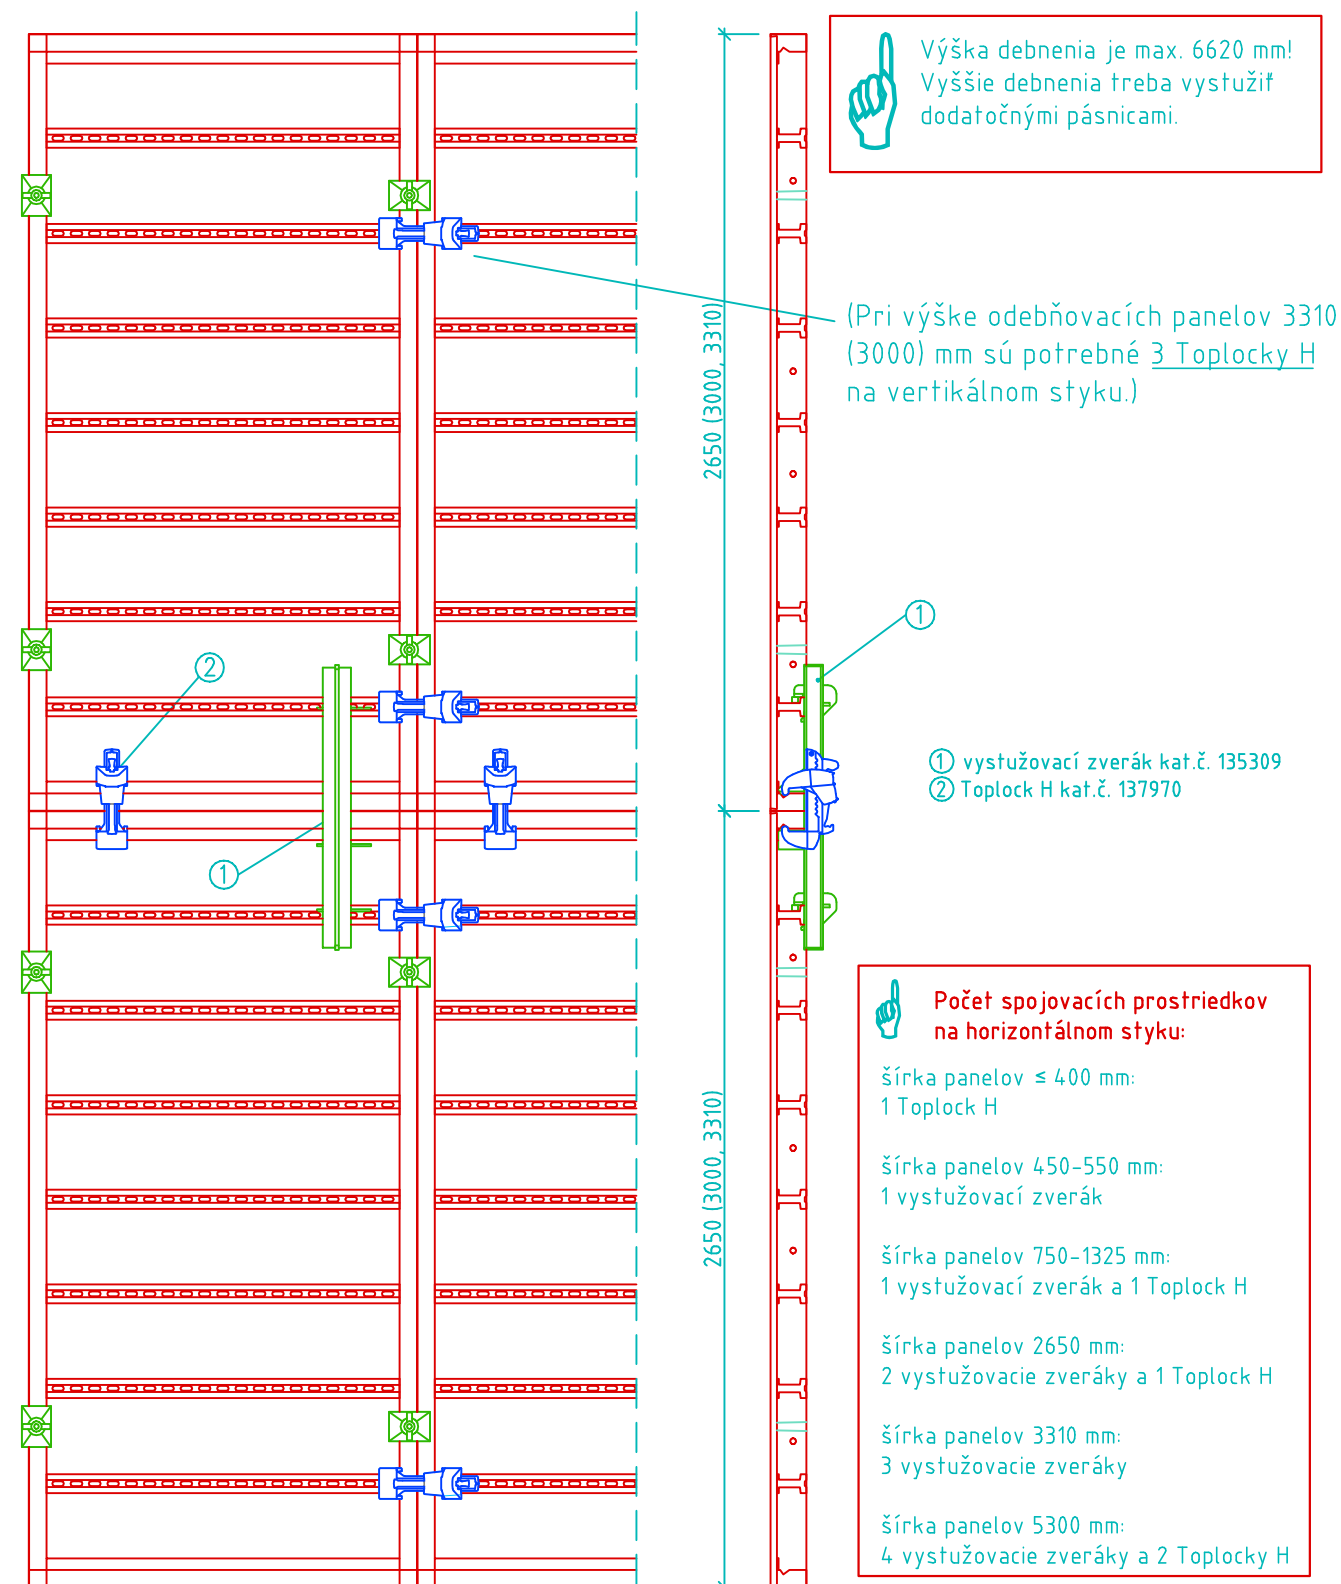 Výška debnenia je max. 6620 mm!
Vyššie debnenia treba vystužiť
dodatočnými pásnicami.
(Pri výške odebňovacích panelov 3310
(3000) mm sú potrebné 3 Toplocky H
na vertikálnom styku.)
2650 (3000, 3310)
1
2
1
1 vystužovací zverák kat.č. 135309
2 Toplock H kat.č. 137970
2650 (3000, 3310)
Počet spojovacích prostriedkov
na horizontálnom styku:
šírka panelov ≤ 400 mm:
1 Toplock H
šírka panelov 450-550 mm:
1 vystužovací zverák
šírka panelov 750-1325 mm:
1 vystužovací zverák a 1 Toplock H
šírka panelov 2650 mm:
2 vystužovacie zveráky a 1 Toplock H
šírka panelov 3310 mm:
3 vystužovacie zveráky
šírka panelov 5300 mm:
4 vystužovacie zveráky a 2 Toplocky H